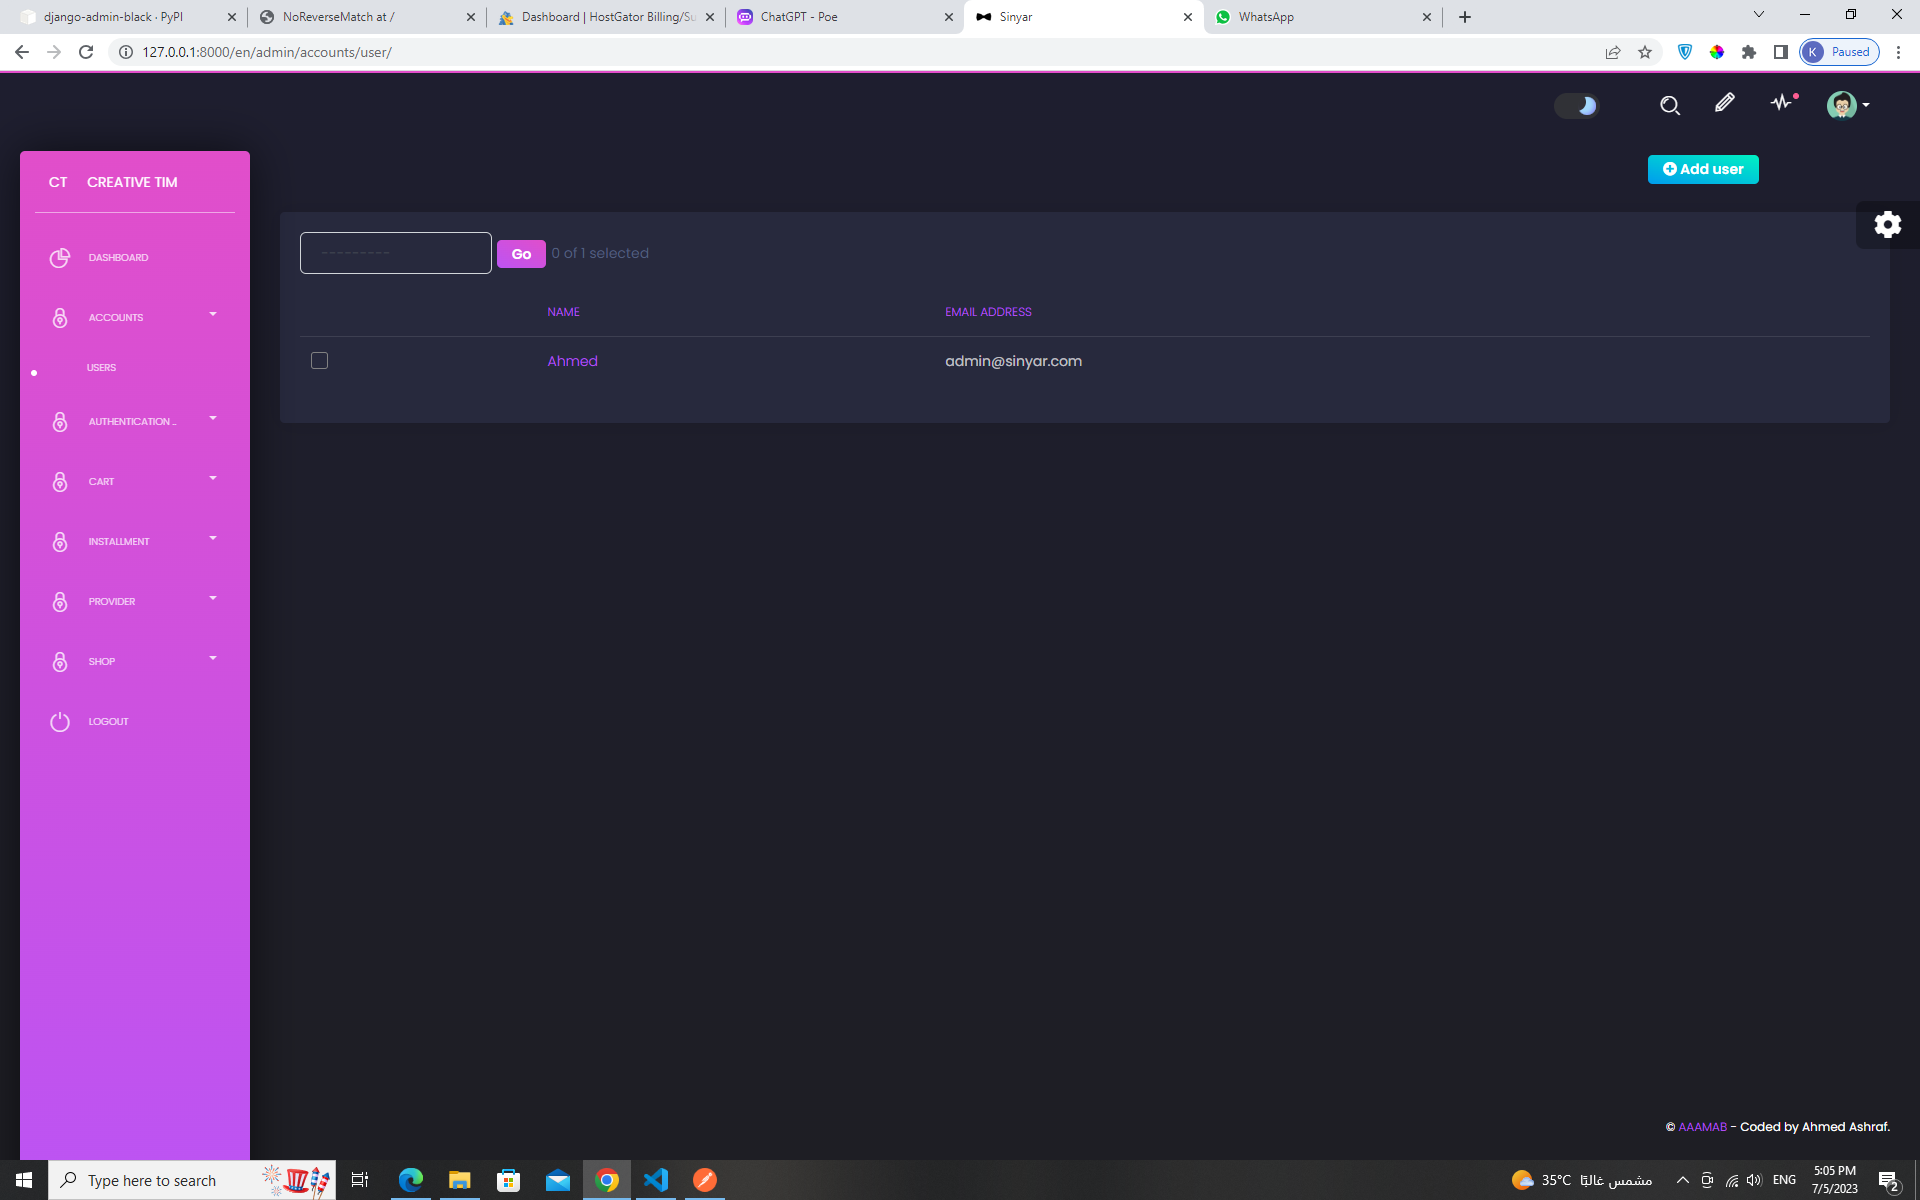 django-admin-black · PyPI
NoReverseMatch at /
Dashboard | HostGator Billing/Su
ChatGPT - Poe
Sinyar
WhatsApp
127.0.0.1:8000/en/admin/accounts/user/
K Paused
CT CREATIVE TIM
Add user
DASHBOARD
ACCOUNTS
USERS
AUTHENTICATION ...
CART
INSTALLMENT
PROVIDER
SHOP
LOGOUT
---------
Go
0 of 1 selected
NAME
EMAIL ADDRESS
Ahmed
admin@sinyar.com
© AAAMAB - Coded by Ahmed Ashraf.
Type here to search
35°C مشمس غالبًا
ENG
5:05 PM
7/5/2023
2